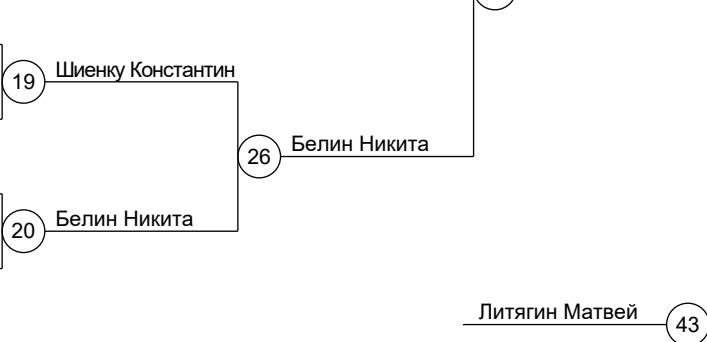 19 Шиенку Константин
26 Белин Никита
20 Белин Никита
Литягин Матвей 43